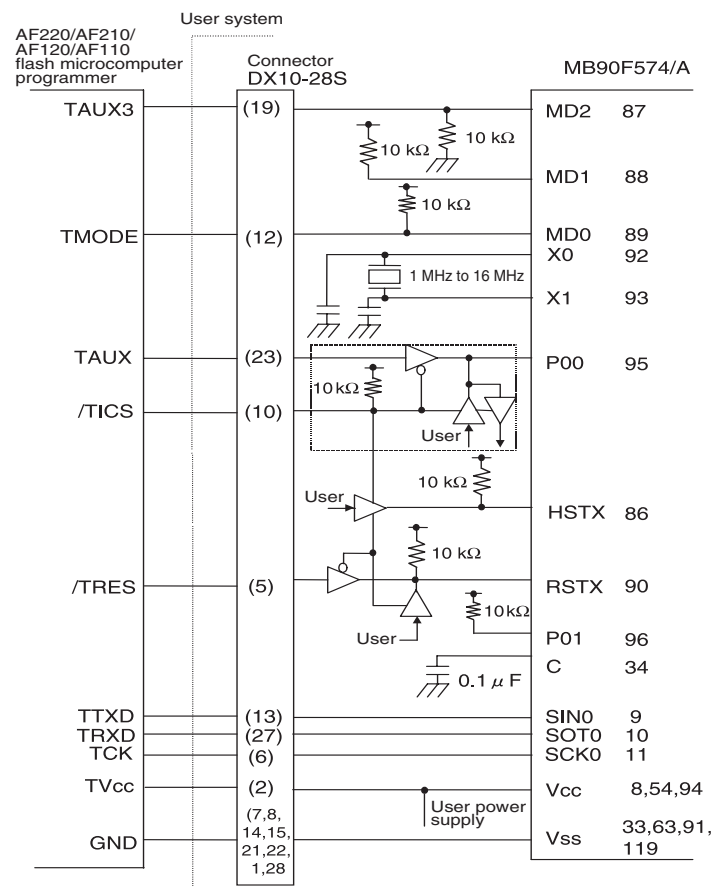 User system
AF220/AF210/
AF120/AF110
flash microcomputer
programmer
Connector
DX10-28S
MB90F574/A
TAUX3 (19) MD2 87
10 kΩ
10 kΩ
MD1 88
10 kΩ
TMODE (12) MD0 89
X0 92
1 MHz to 16 MHz
X1 93
TAUX (23) P00 95
10kΩ
/TICS (10)
User
10 kΩ
User
HSTX 86
10 kΩ
/TRES (5) RSTX 90
10kΩ
User
P01 96
C 34
0.1 μ F
TTXD (13) SIN0 9
TRXD (27) SOT0 10
TCK (6) SCK0 11
TVcc (2) Vcc 8,54,94
User power
supply
(7,8,
14,15,
21,22,
1,28
GND
Vss 33,63,91,
119